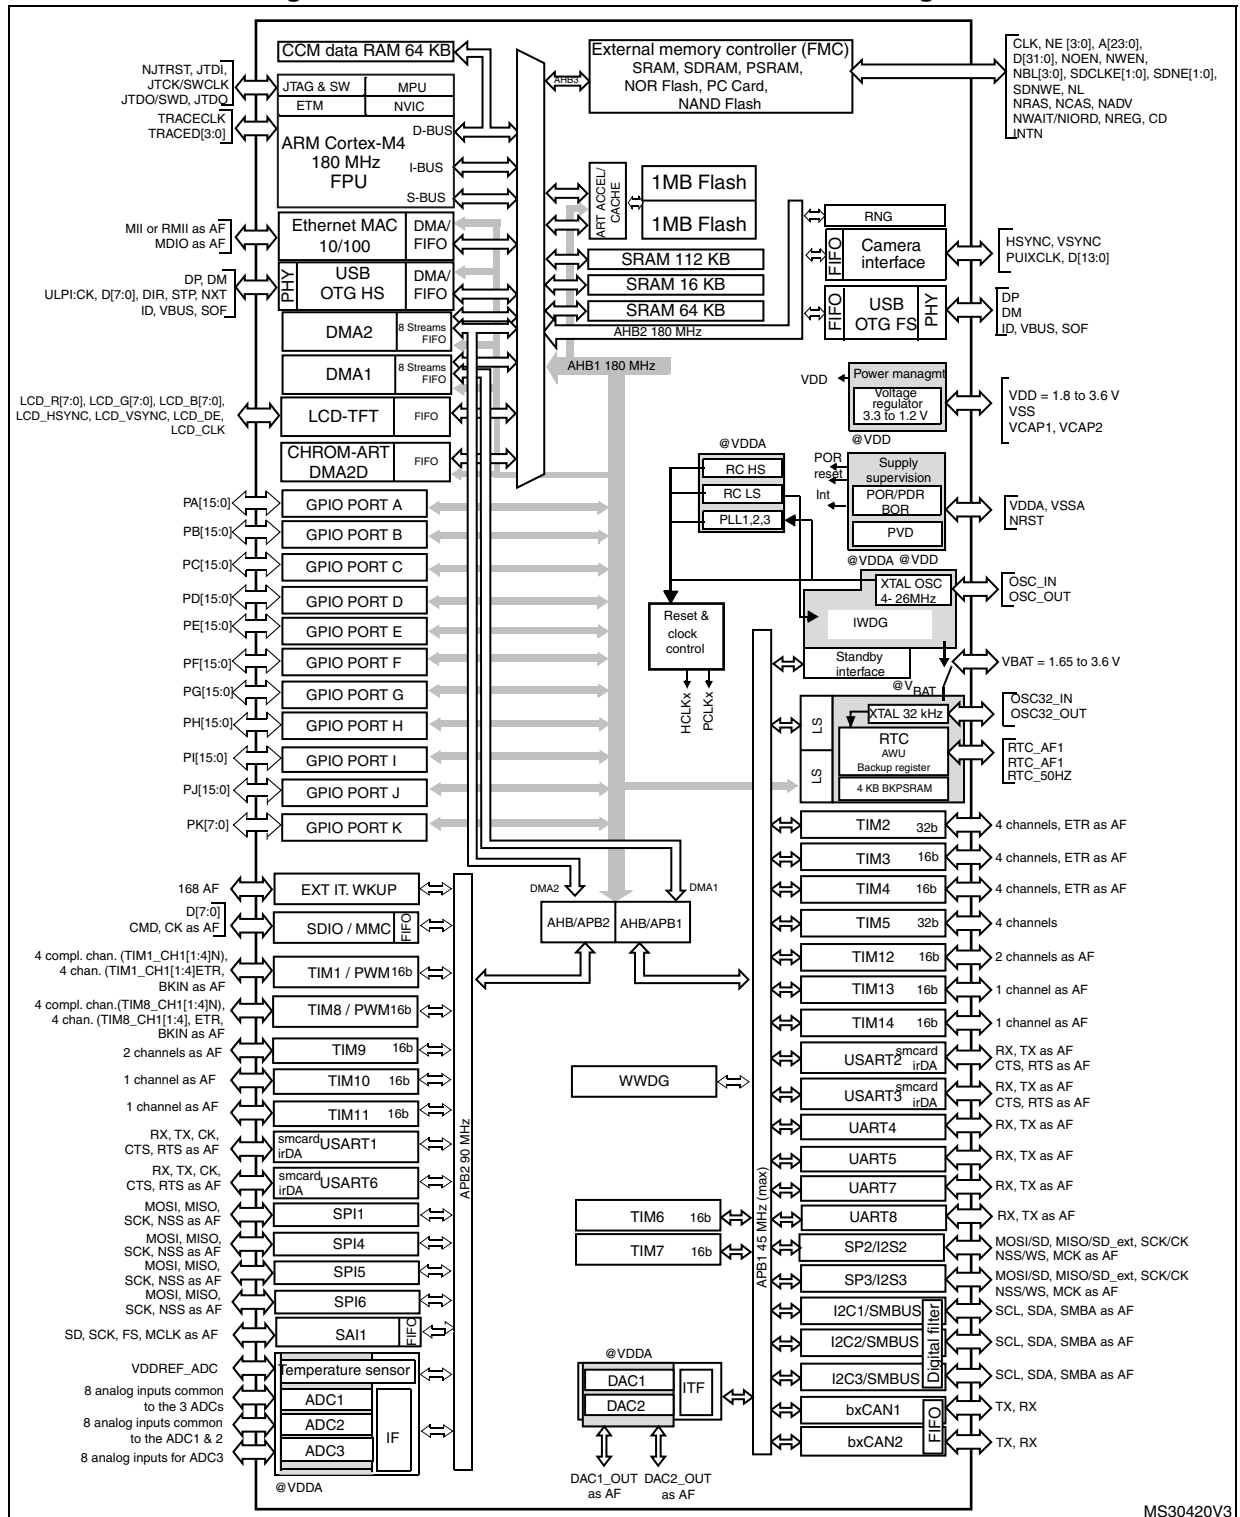 CCM data RAM 64 KB
External memory controller (FMC)
SRAM, SDRAM, PSRAM,
NOR Flash, PC Card,
NAND Flash
AHB3
CLK, NE [3:0], A[23:0],
D[31:0], NOEN, NWEN,
NBL[3:0], SDCLKE[1:0], SDNE[1:0],
SDNWE, NL
NRAS, NCAS, NADV
NWAIT/NIORD, NREG, CD
INTN
NJTRST, JTDI,
JTCK/SWCLK
JTDO/SWD, JTDO
TRACECLK
TRACED[3:0]
JTAG & SW
MPU
ETM
NVIC
D-BUS
ARM Cortex-M4
180 MHz
FPU
I-BUS
S-BUS
ART ACCEL/
CACHE
1MB Flash
1MB Flash
SRAM 112 KB
SRAM 16 KB
SRAM 64 KB
AHB2 180 MHz
AHB1 180 MHz
RNG
FIFO
Camera
interface
HSYNC, VSYNC
PUIXCLK, D[13:0]
FIFO
USB
OTG FS
PHY
DP
DM
ID, VBUS, SOF
MII or RMII as AF
MDIO as AF
Ethernet MAC
10/100
DMA/
FIFO
DP, DM
ULPI:CK, D[7:0], DIR, STP, NXT
ID, VBUS, SOF
PHY
USB
OTG HS
DMA/
FIFO
DMA2
8 Streams
FIFO
DMA1
8 Streams
FIFO
LCD_R[7:0], LCD_G[7:0], LCD_B[7:0],
LCD_HSYNC, LCD_VSYNC, LCD_DE,
LCD_CLK
LCD-TFT
FIFO
CHROM-ART
DMA2D
FIFO
VDD
Power managmt
Voltage
regulator
3.3 to 1.2 V
@VDD
VDD = 1.8 to 3.6 V
VSS
VCAP1, VCAP2
@VDDA
RC HS
RC LS
PLL1,2,3
POR
reset
Int
Supply
supervision
POR/PDR
BOR
PVD
VDDA, VSSA
NRST
@VDDA @VDD
XTAL OSC
4- 26MHz
OSC_IN
OSC_OUT
IWDG
Reset &
clock
control
HCLKx
PCLKx
Standby
interface
VBAT = 1.65 to 3.6 V
@VBAT
LS
LS
XTAL 32 kHz
OSC32_IN
OSC32_OUT
RTC
AWU
Backup register
4 KB BKPSRAM
RTC_AF1
RTC_AF1
RTC_50HZ
PA[15:0]
GPIO PORT A
PB[15:0]
GPIO PORT B
PC[15:0]
GPIO PORT C
PD[15:0]
GPIO PORT D
PE[15:0]
GPIO PORT E
PF[15:0]
GPIO PORT F
PG[15:0]
GPIO PORT G
PH[15:0]
GPIO PORT H
PI[15:0]
GPIO PORT I
PJ[15:0]
GPIO PORT J
PK[7:0]
GPIO PORT K
DMA2
DMA1
AHB/APB2
AHB/APB1
168 AF
EXT IT. WKUP
D[7:0]
CMD, CK as AF
SDIO / MMC
FIFO
4 compl. chan. (TIM1_CH1[1:4]N),
4 chan. (TIM1_CH1[1:4]ETR,
BKIN as AF
TIM1 / PWM 16b
4 compl. chan.(TIM8_CH1[1:4]N),
4 chan. (TIM8_CH1[1:4], ETR,
BKIN as AF
TIM8 / PWM 16b
2 channels as AF
TIM9 16b
1 channel as AF
TIM10 16b
1 channel as AF
TIM11 16b
RX, TX, CK,
CTS, RTS as AF
smcard
irDA
USART1
RX, TX, CK,
CTS, RTS as AF
smcard
irDA
USART6
MOSI, MISO,
SCK, NSS as AF
SPI1
MOSI, MISO,
SCK, NSS as AF
SPI4
MOSI, MISO,
SCK, NSS as AF
SPI5
MOSI, MISO,
SCK, NSS as AF
SPI6
SD, SCK, FS, MCLK as AF
SAI1
FIFO
VDDREF_ADC
Temperature sensor
8 analog inputs common
to the 3 ADCs
ADC1
8 analog inputs common
to the ADC1 & 2
ADC2
8 analog inputs for ADC3
ADC3
IF
@VDDA
APB2 90 MHz
WWDG
TIM6 16b
TIM7 16b
@VDDA
DAC1
DAC2
ITF
DAC1_OUT
as AF
DAC2_OUT
as AF
APB1 45 MHz (max)
TIM2 32b
4 channels, ETR as AF
TIM3 16b
4 channels, ETR as AF
TIM4 16b
4 channels, ETR as AF
TIM5 32b
4 channels
TIM12 16b
2 channels as AF
TIM13 16b
1 channel as AF
TIM14 16b
1 channel as AF
USART2
smcard
irDA
RX, TX as AF
CTS, RTS as AF
USART3
smcard
irDA
RX, TX as AF
CTS, RTS as AF
UART4
RX, TX as AF
UART5
RX, TX as AF
UART7
RX, TX as AF
UART8
RX, TX as AF
SP2/I2S2
MOSI/SD, MISO/SD_ext, SCK/CK
NSS/WS, MCK as AF
SP3/I2S3
MOSI/SD, MISO/SD_ext, SCK/CK
NSS/WS, MCK as AF
I2C1/SMBUS
SCL, SDA, SMBA as AF
I2C2/SMBUS
SCL, SDA, SMBA as AF
I2C3/SMBUS
SCL, SDA, SMBA as AF
Digital filter
bxCAN1
TX, RX
bxCAN2
TX, RX
FIFO
MS30420V3